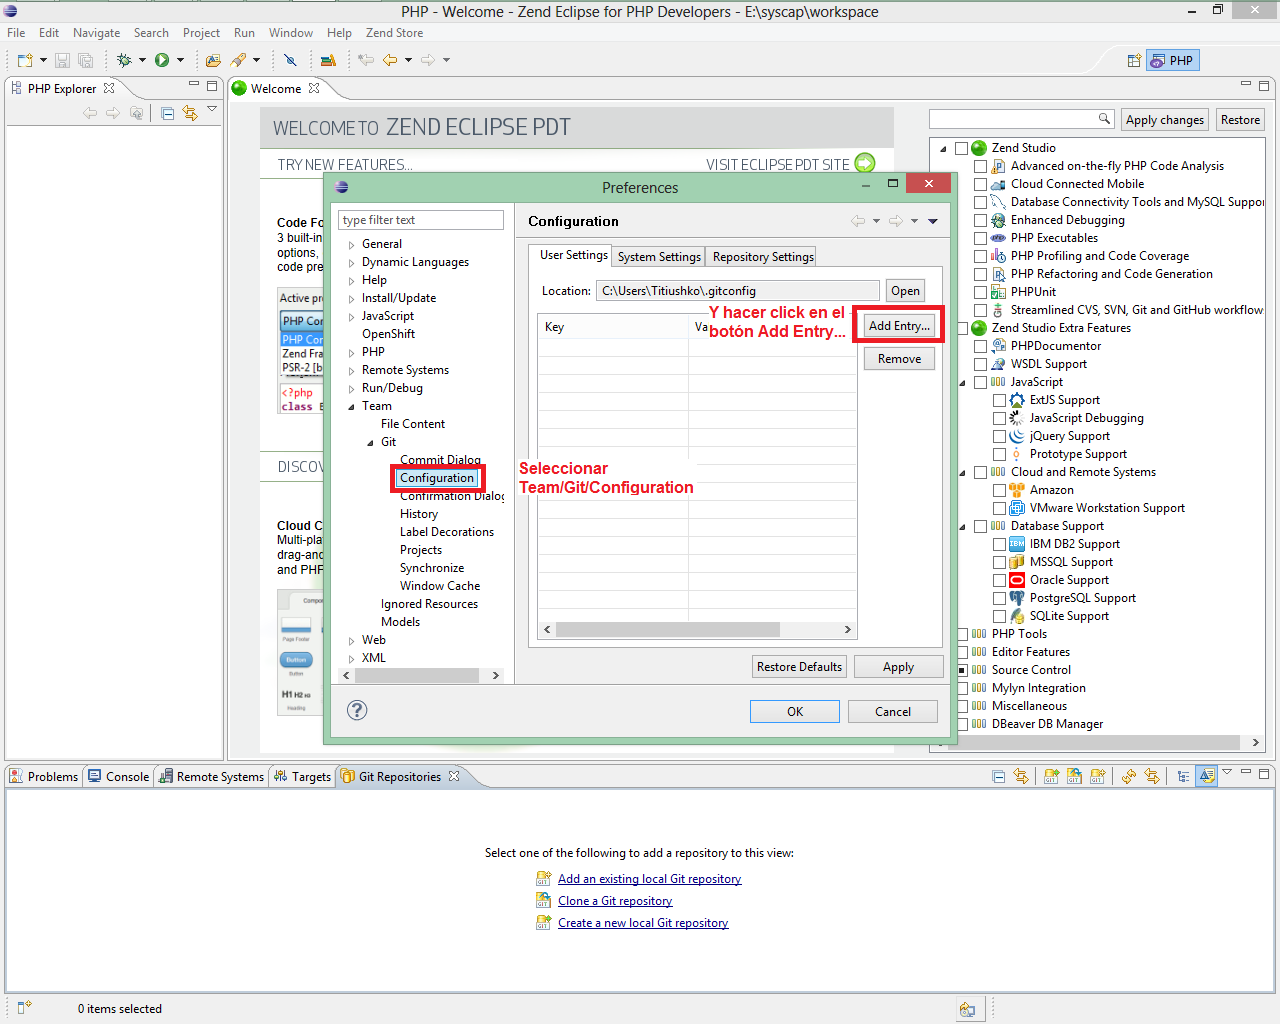 PHP - Welcome - Zend Eclipse for PHP Developers - E:\syscap\workspace
File Edit Navigate Search Project Run Window Help Zend Store
PHP
PHP Explorer
Welcome
WELCOME TO ZEND ECLIPSE PDT
TRY NEW FEATURES...
VISIT ECLIPSE PDT SITE
Code Fo
3 built-in
options,
code pre
Active pr
PHP Con
PHP Con
Zend Fra
PSR-2 [b
<?php
class
DISCOV
Cloud C
Multi-pla
drag-and
and PHP
Compo
Page Footer
Button
Button
H1 H2 H3
Heading
Preferences
type filter text
General
Dynamic Languages
Help
Install/Update
JavaScript
OpenShift
PHP
Remote Systems
Run/Debug
Team
File Content
Git
Commit Dialog
Configuration
Confirmation Dialog
History
Label Decorations
Projects
Synchronize
Window Cache
Ignored Resources
Models
Web
XML
Configuration
User Settings System Settings Repository Settings
Location: C:\Users\Titiushko\.gitconfig Open
Key Va
Y hacer click en el
botón Add Entry...
Add Entry...
Remove
Seleccionar
Team/Git/Configuration
Restore Defaults Apply
OK Cancel
Apply changes Restore
Zend Studio
Advanced on-the-fly PHP Code Analysis
Cloud Connected Mobile
Database Connectivity Tools and MySQL Suppo
Enhanced Debugging
PHP Executables
PHP Profiling and Code Coverage
PHP Refactoring and Code Generation
PHPUnit
Streamlined CVS, SVN, Git and GitHub workflow
Zend Studio Extra Features
PHPDocumentor
WSDL Support
JavaScript
ExtJS Support
JavaScript Debugging
jQuery Support
Prototype Support
Cloud and Remote Systems
Amazon
VMware Workstation Support
Database Support
IBM DB2 Support
MSSQL Support
Oracle Support
PostgreSQL Support
SQLite Support
PHP Tools
Editor Features
Source Control
Mylyn Integration
Miscellaneous
DBeaver DB Manager
Problems Console Remote Systems Targets Git Repositories
Select one of the following to add a repository to this view:
Add an existing local Git repository
Clone a Git repository
Create a new local Git repository
0 items selected